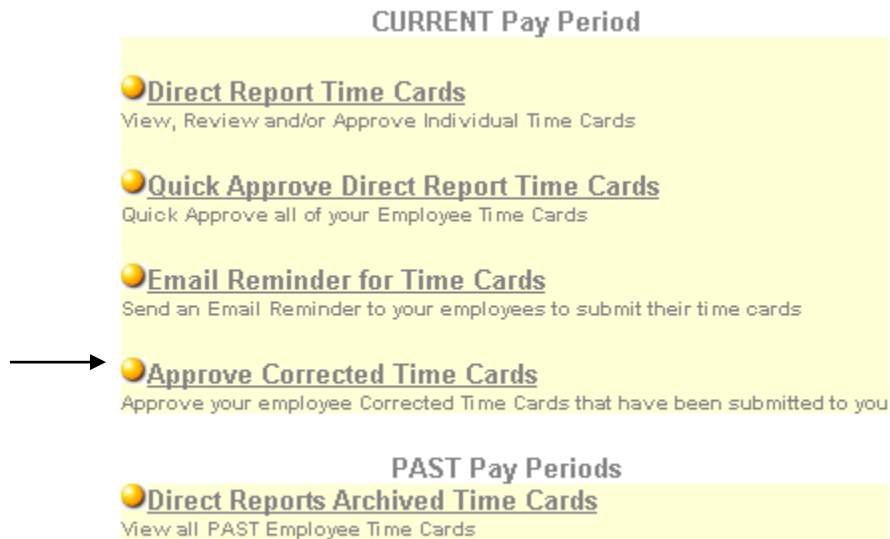 CURRENT Pay Period
Direct Report Time Cards
View, Review and/or Approve Individual Time Cards
Quick Approve Direct Report Time Cards
Quick Approve all of your Employee Time Cards
Email Reminder for Time Cards
Send an Email Reminder to your employees to submit their time cards
Approve Corrected Time Cards
Approve your employee Corrected Time Cards that have been submitted to you
PAST Pay Periods
Direct Reports Archived Time Cards
View all PAST Employee Time Cards